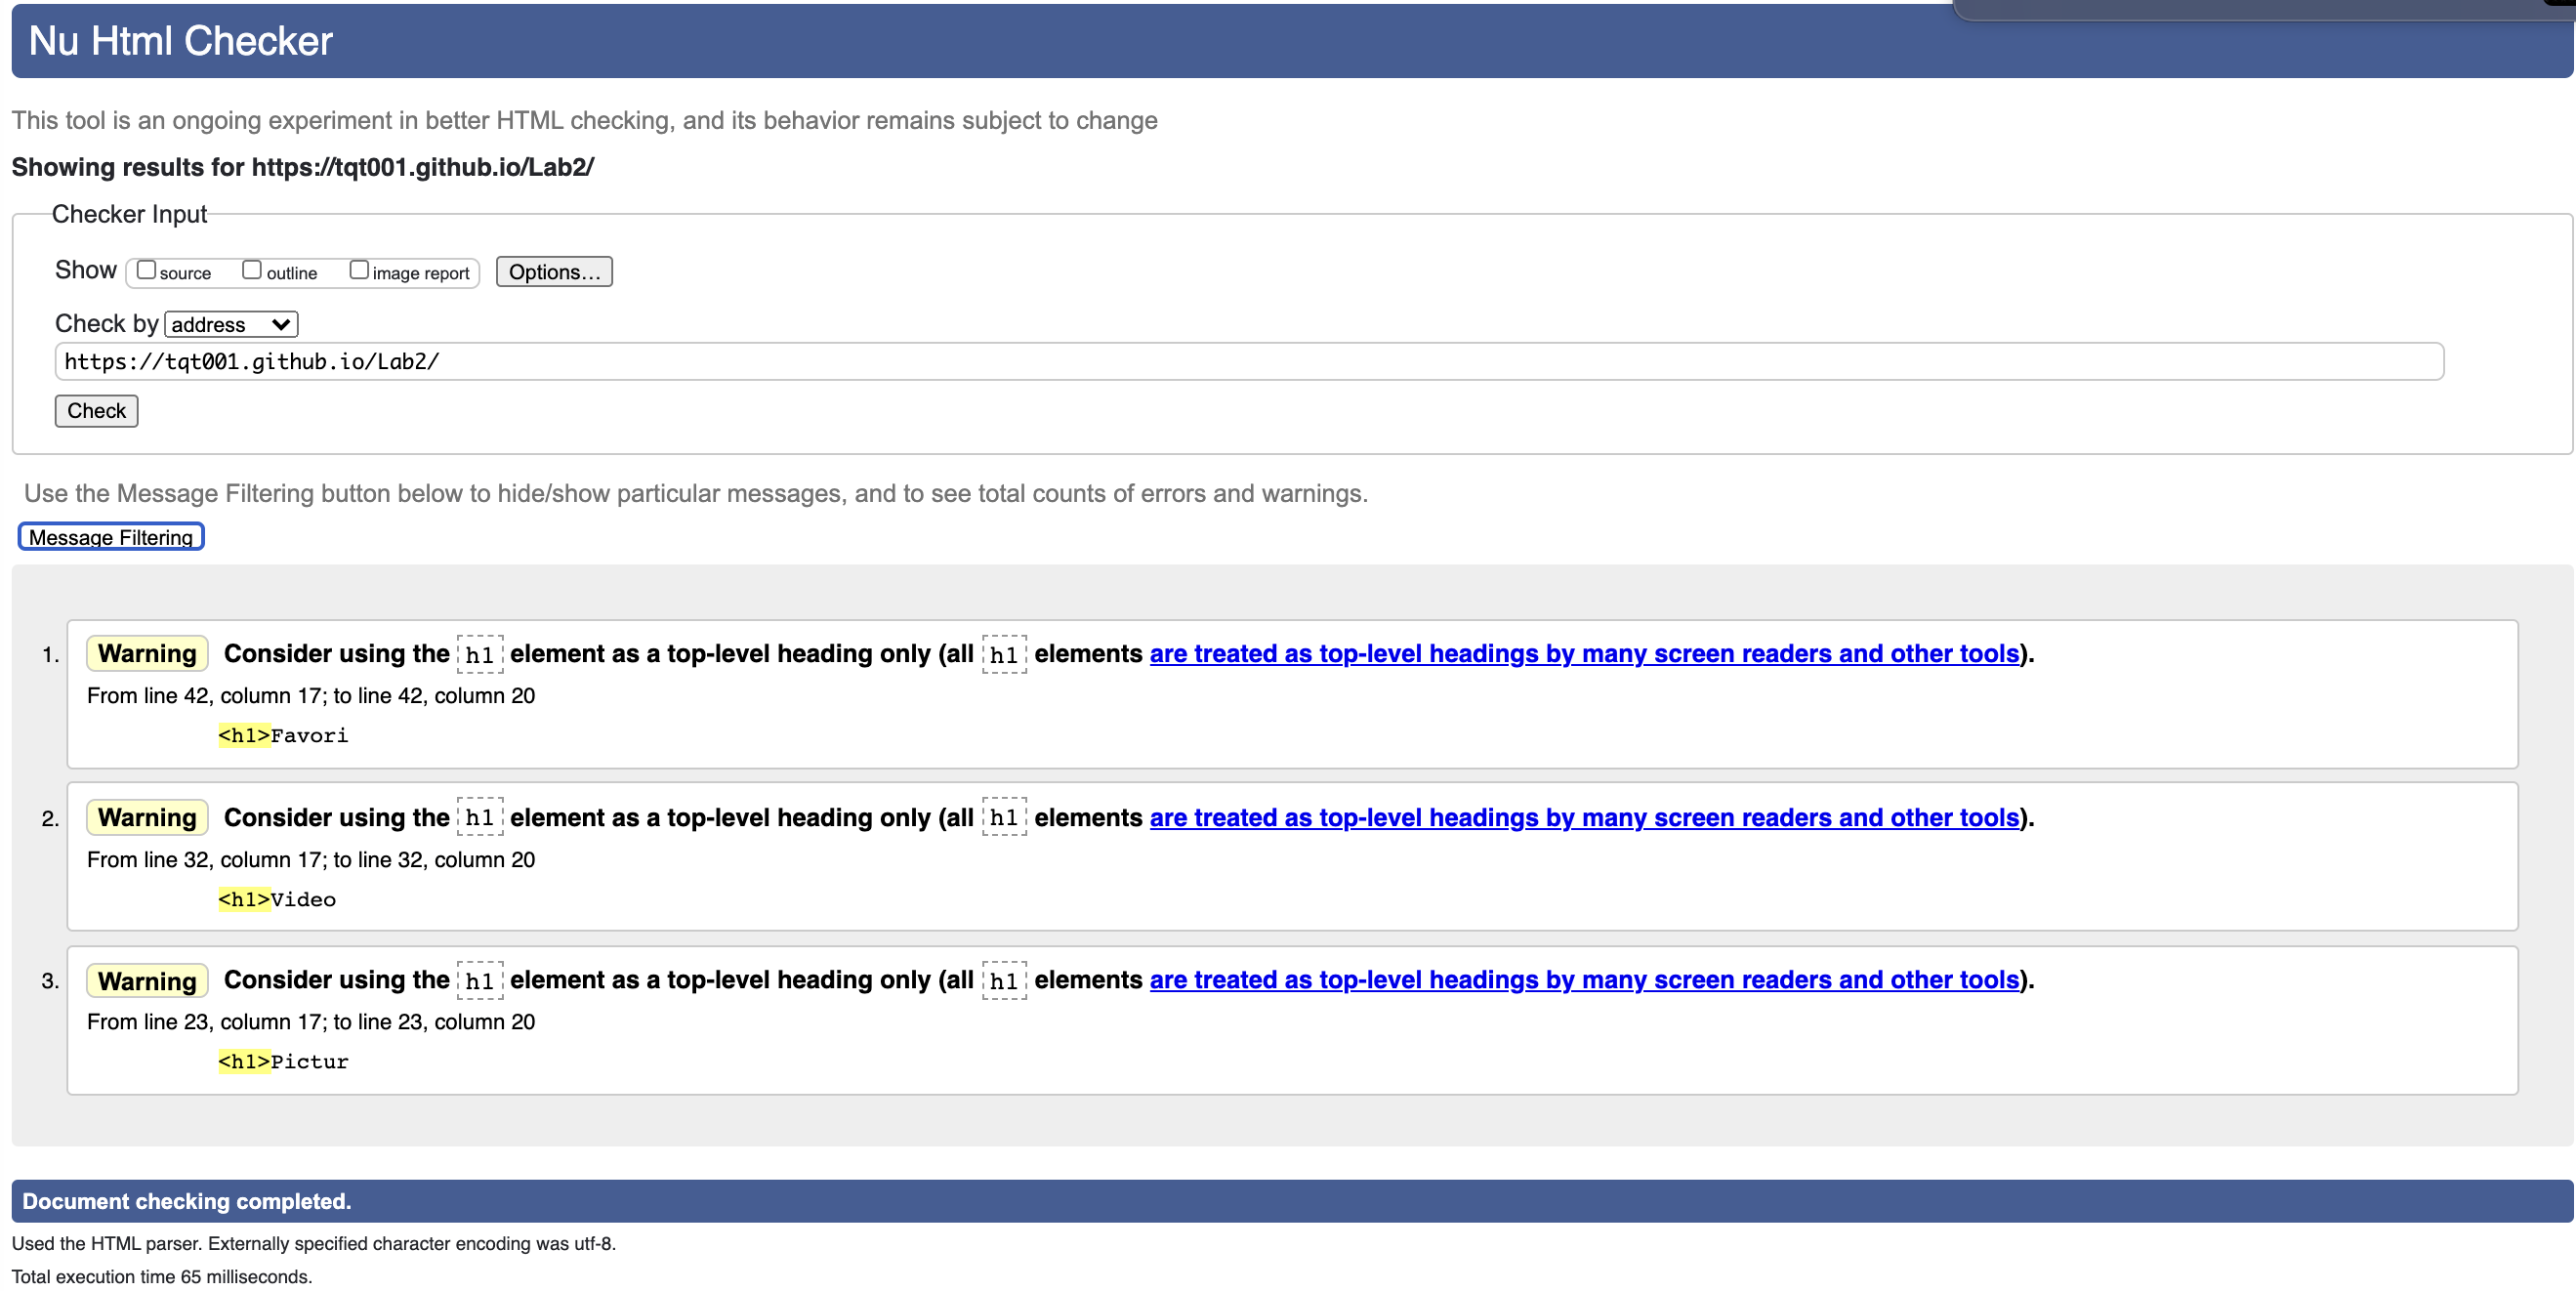 Nu Html Checker
This tool is an ongoing experiment in better HTML checking, and its behavior remains subject to change
Showing results for https://tqt001.github.io/Lab2/
Checker Input
Show source outline image report Options...
Check by address
https://tqt001.github.io/Lab2/
Check
Use the Message Filtering button below to hide/show particular messages, and to see total counts of errors and warnings.
Message Filtering
1. Warning Consider using the h1 element as a top-level heading only (all h1 elements are treated as top-level headings by many screen readers and other tools).
From line 42, column 17; to line 42, column 20
<h1>Favori
2. Warning Consider using the h1 element as a top-level heading only (all h1 elements are treated as top-level headings by many screen readers and other tools).
From line 32, column 17; to line 32, column 20
<h1>Video
3. Warning Consider using the h1 element as a top-level heading only (all h1 elements are treated as top-level headings by many screen readers and other tools).
From line 23, column 17; to line 23, column 20
<h1>Pictur
Document checking completed.
Used the HTML parser. Externally specified character encoding was utf-8.
Total execution time 65 milliseconds.